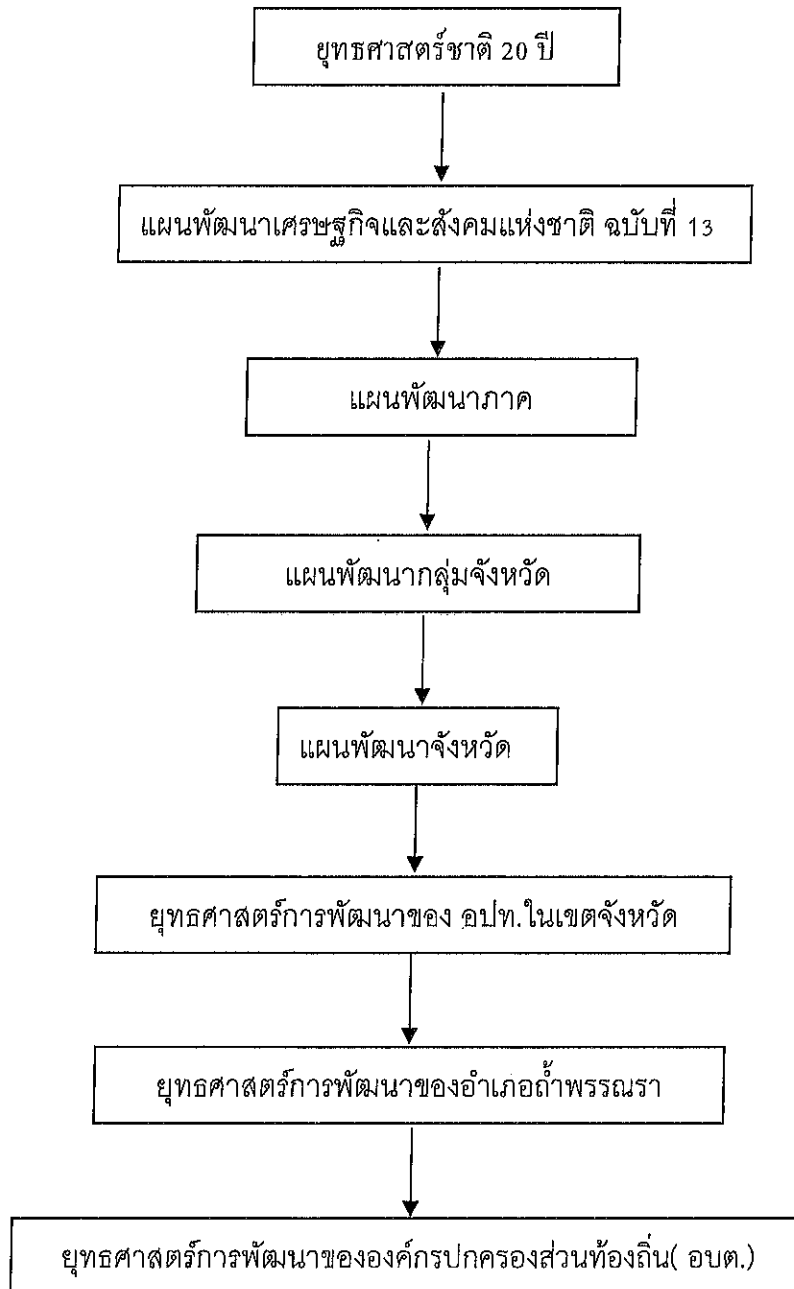 ยุทธศาสตร์ชาติ 20 ปี
แผนพัฒนาเศรษฐกิจและสังคมแห่งชาติ ฉบับที่ 13
แผนพัฒนาภาค
แผนพัฒนากลุ่มจังหวัด
แผนพัฒนาจังหวัด
ยุทธศาสตร์การพัฒนาของ อปท.ในเขตจังหวัด
ยุทธศาสตร์การพัฒนาของอำเภอถ้ำพรรณรา
ยุทธศาสตร์การพัฒนาขององค์กรปกครองส่วนท้องถิ่น( อบต.)